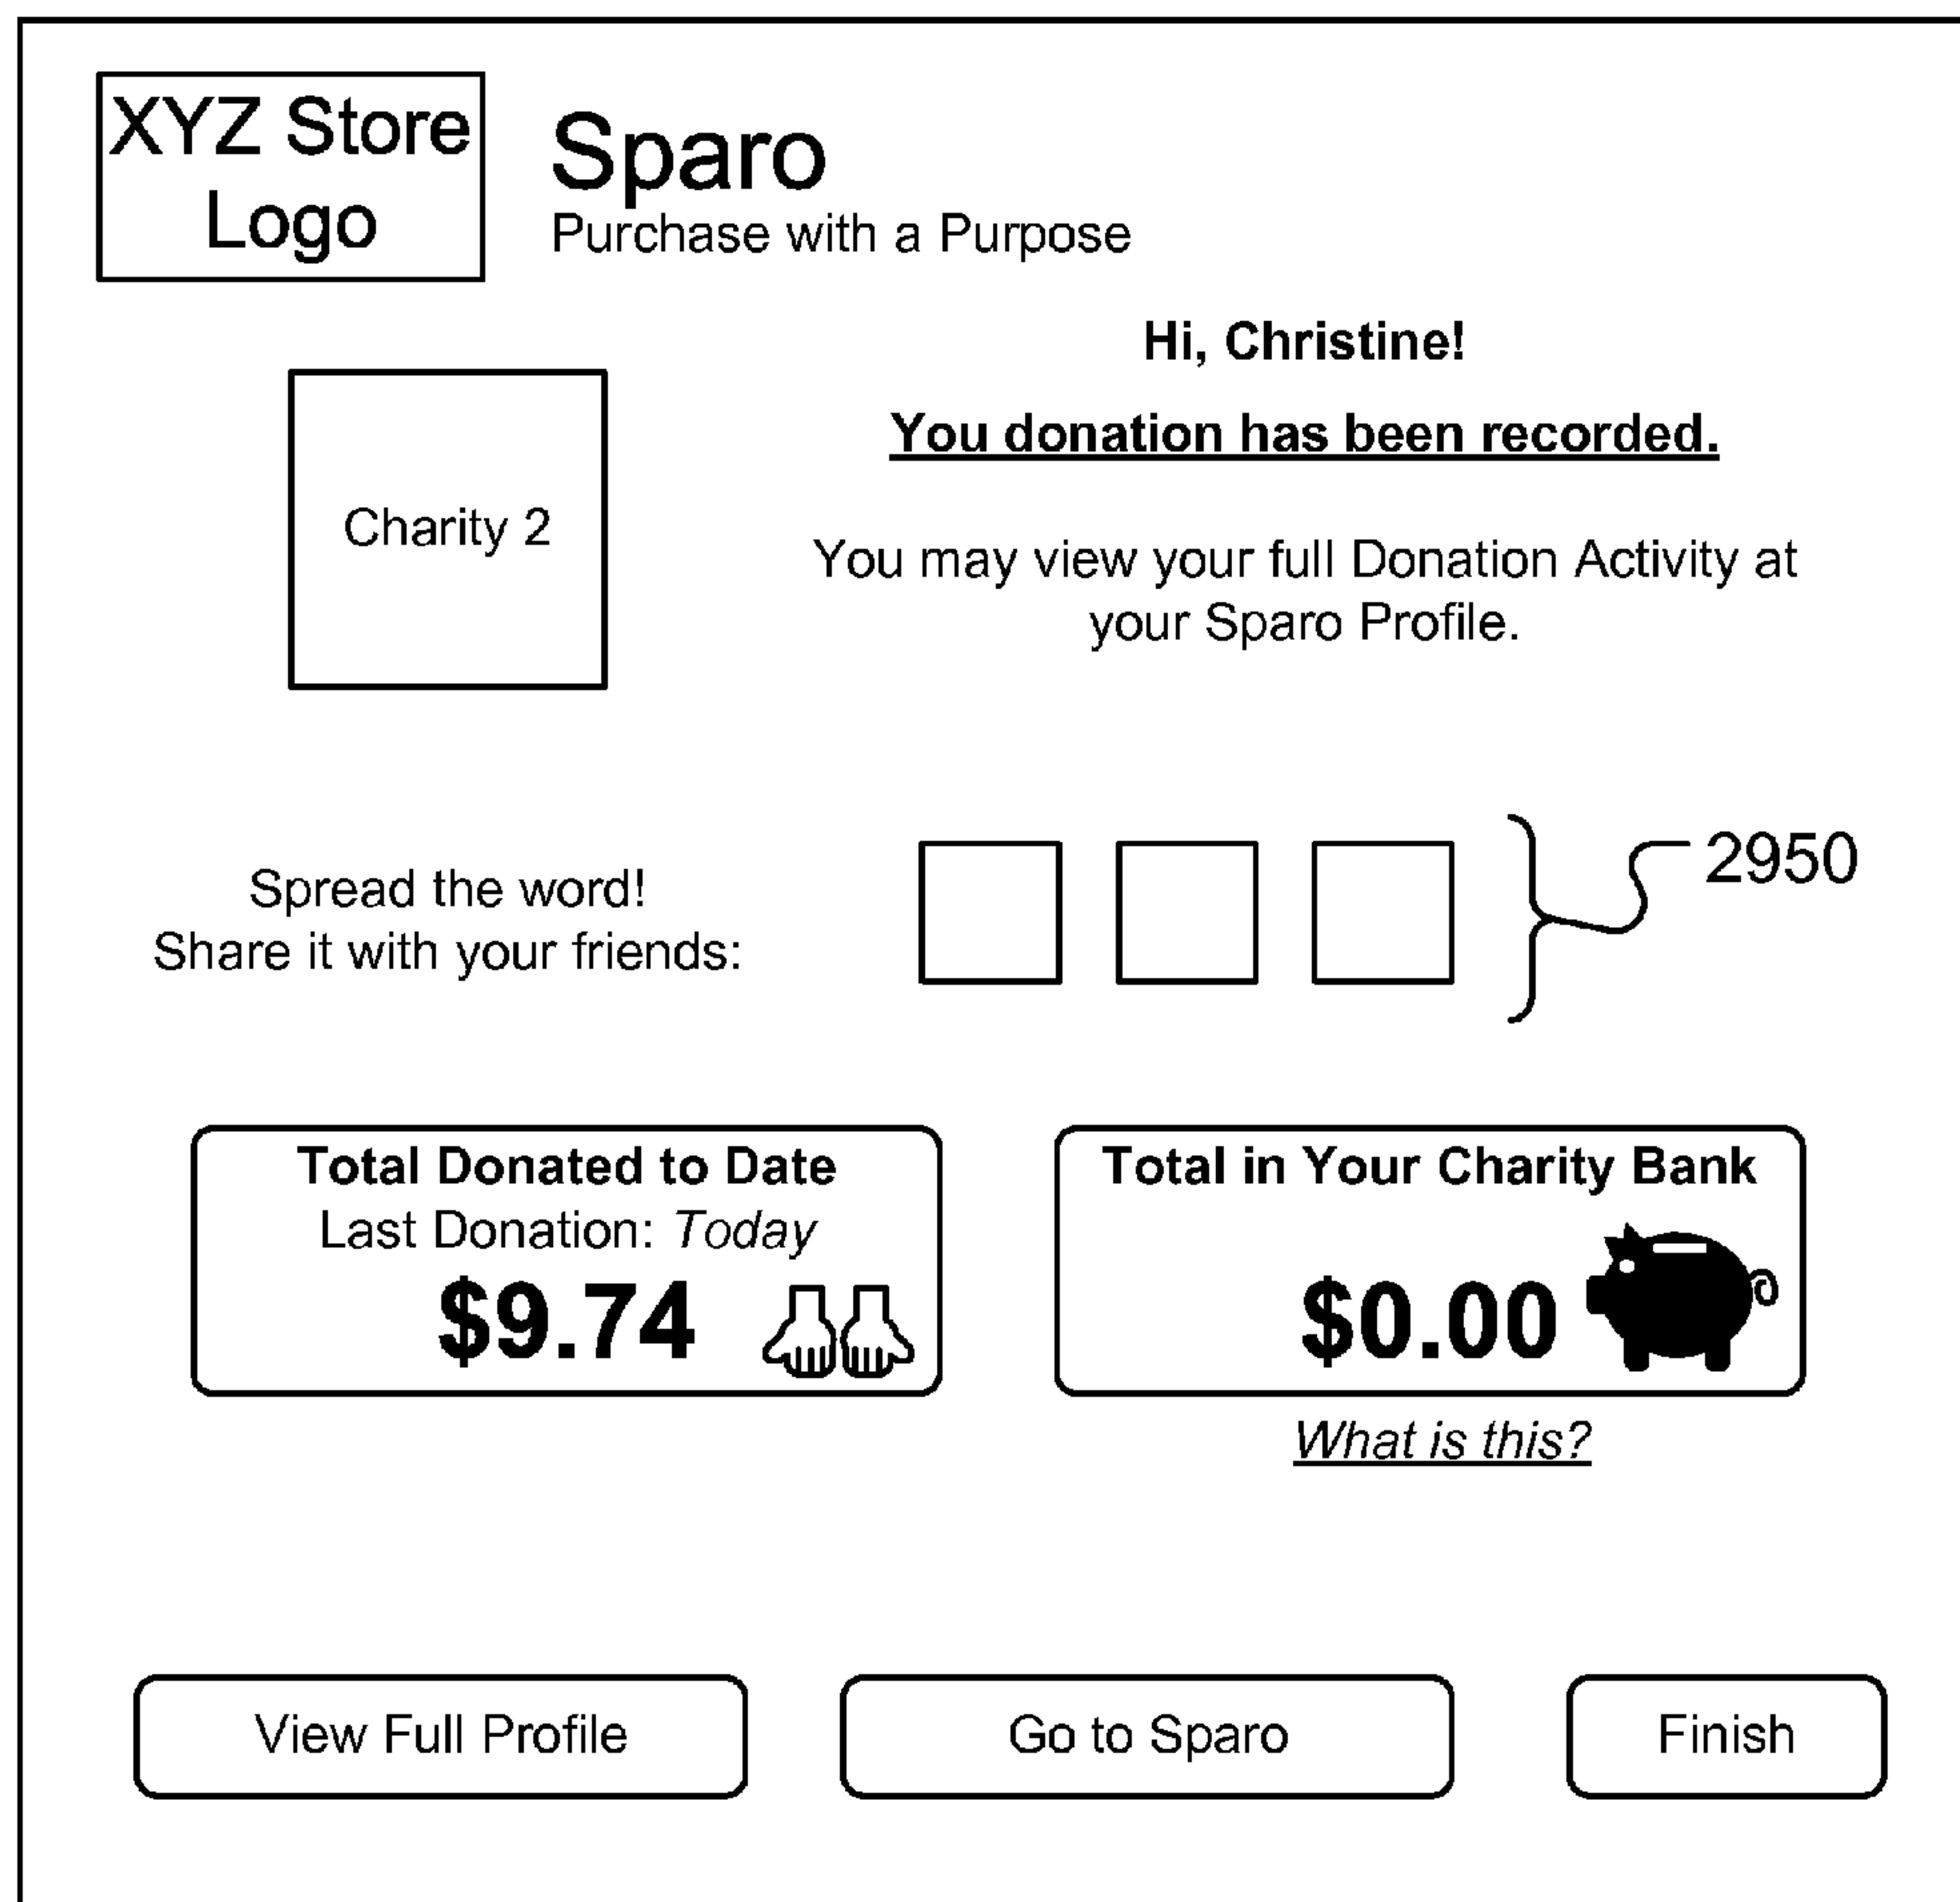 XYZ Store
Logo
Sparo
Purchase with a Purpose
Hi, Christine!
You donation has been recorded.
Charity 2
You may view your full Donation Activity at
your Sparo Profile.
Spread the word!
Share it with your friends:
2950
Total Donated to Date
Last Donation: Today
$9.74
Total in Your Charity Bank
$0.00
What is this?
View Full Profile
Go to Sparo
Finish